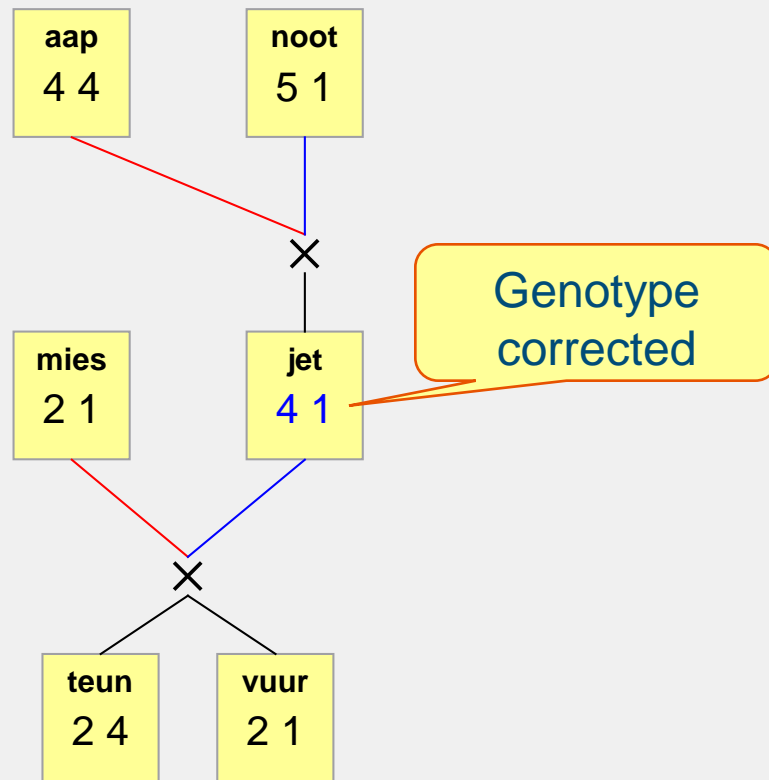 aap
4 4
noot
5 1
mies
2 1
jet
4 1
Genotype
corrected
teun
2 4
vuur
2 1